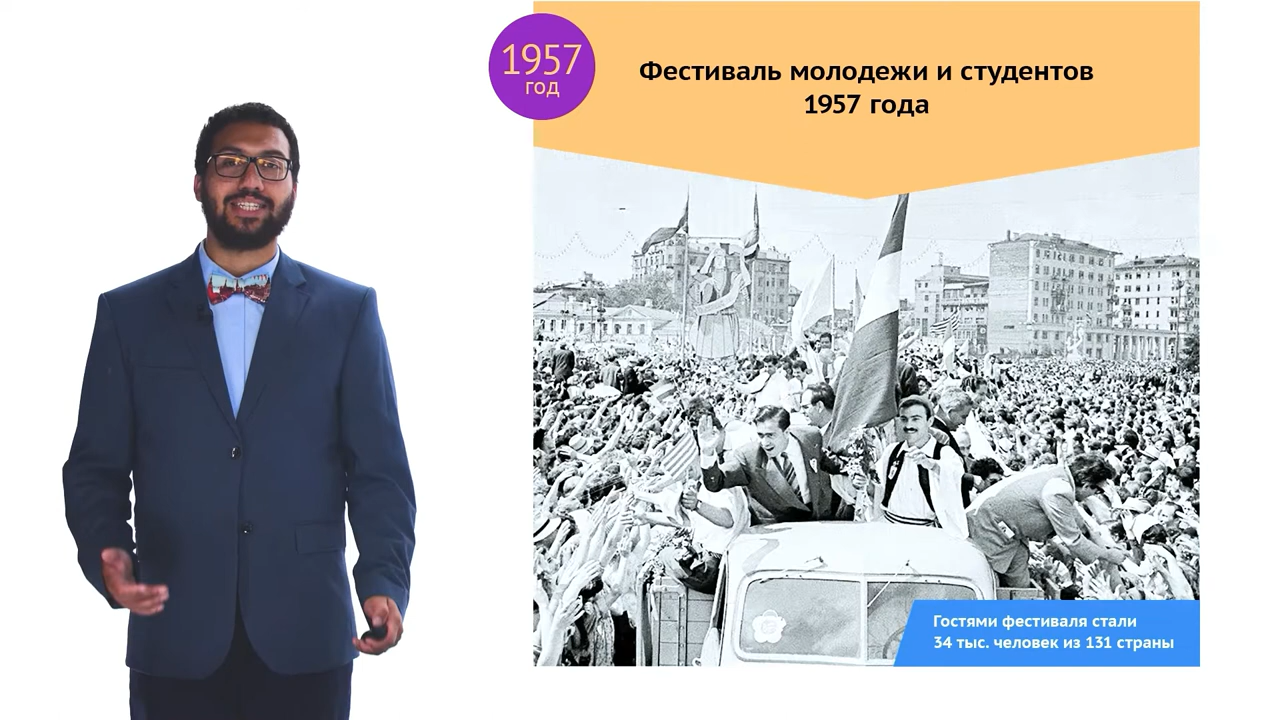 1957
год
Фестиваль молодежи и студентов
1957 года
Гостями фестиваля стали
34 тыс. человек из 131 страны